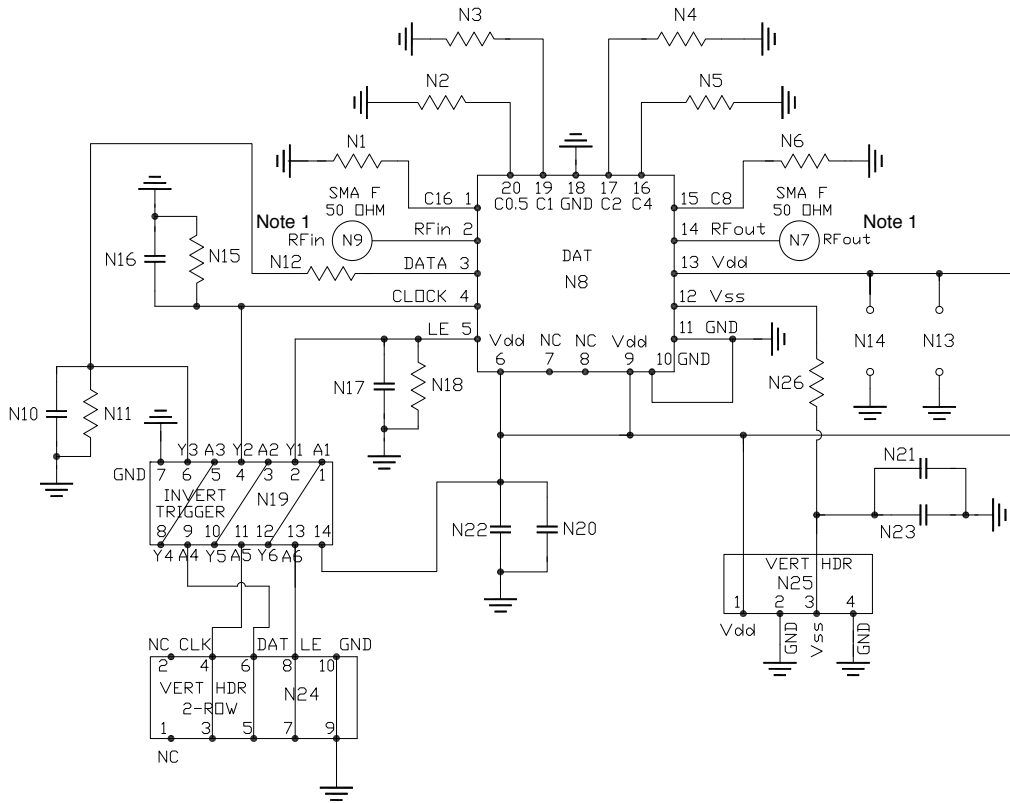 N3
N4
N2
N5
N1
N6
20 19 18 17 16
C0.5 C1 GND C2 C4
C16 1
15 C8
SMA F
50 OHM
SMA F
50 OHM
Note 1
Note 1
RFin
N9
RFin 2
14 RFout
N7
RFout
N16
N15
N12
DATA 3
DAT
N8
13 Vdd
CLOCK 4
12 Vss
LE 5
11 GND
Vdd NC NC Vdd
6 7 8 9 10 GND
N14
N13
N17
N18
N26
N10
N11
Y3 A3 Y2 A2 Y1 A1
GND 7 6 5 4 3 2 1
INVERT
TRIGGER
N19
8 9 10 11 12 13 14
Y4 A4 Y5 A5 Y6 A6
N22
N20
N21
N23
VERT HDR
N25
1 2 3 4
Vdd GND Vss GND
NC CLK DAT LE GND
2 4 6 8 10
VERT HDR
2-ROW
N24
1 3 5 7 9
NC